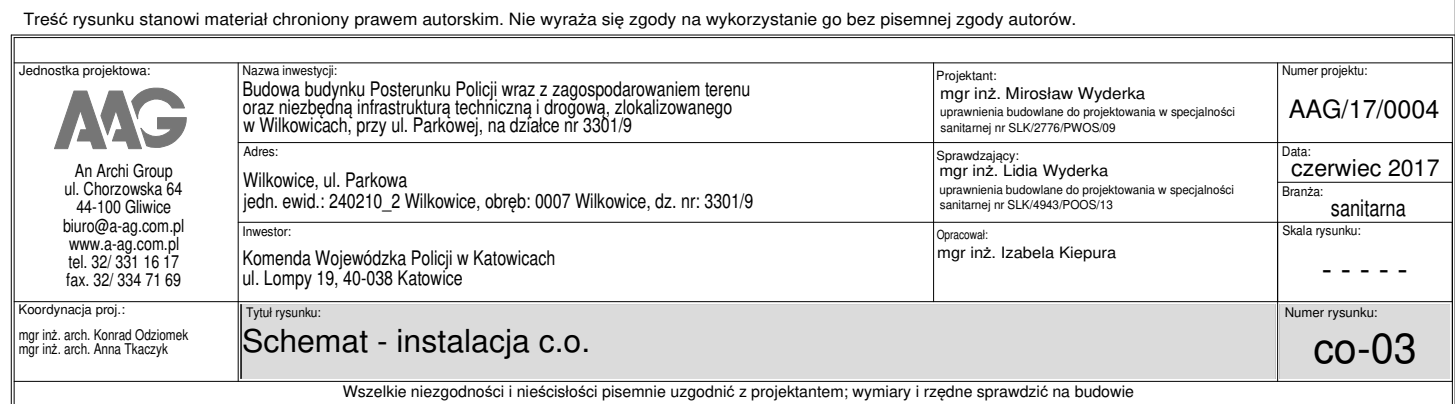 Treść rysunku stanowi materiał chroniony prawem autorskim. Nie wyraża się zgody na wykorzystanie go bez pisemnej zgody autorów.
Jednostka projektowa:
AAG
An Archi Group
ul. Chorzowska 64
44-100 Gliwice
biuro@a-ag.com.pl
www.a-ag.com.pl
tel. 32/ 331 16 17
fax. 32/ 334 71 69
Nazwa inwestycji:
Budowa budynku Posterunku Policji wraz z zagospodarowaniem terenu
oraz niezbędną infrastrukturą techniczną i drogową, zlokalizowanego
w Wilkowicach, przy ul. Parkowej, na działce nr 3301/9
Adres:
Wilkowice, ul. Parkowa
jedn. ewid.: 240210_2 Wilkowice, obręb: 0007 Wilkowice, dz. nr: 3301/9
Inwestor:
Komenda Wojewódzka Policji w Katowicach
ul. Lompy 19, 40-038 Katowice
Projektant:
mgr inż. Mirosław Wyderka
uprawnienia budowlane do projektowania w specjalności
sanitarnej nr SLK/2776/PWOS/09
Sprawdzający:
mgr inż. Lidia Wyderka
uprawnienia budowlane do projektowania w specjalności
sanitarnej nr SLK/4943/POOS/13
Opracował:
mgr inż. Izabela Kiepura
Numer projektu:
AAG/17/0004
Data:
czerwiec 2017
Branża:
sanitarna
Skala rysunku:
- - - - -
Koordynacja proj.:
mgr inż. arch. Konrad Odziomek
mgr inż. arch. Anna Tkaczyk
Tytuł rysunku:
Schemat - instalacja c.o.
Numer rysunku:
co-03
Wszelkie niezgodności i nieścisłości pisemnie uzgodnić z projektantem; wymiary i rzędne sprawdzić na budowie